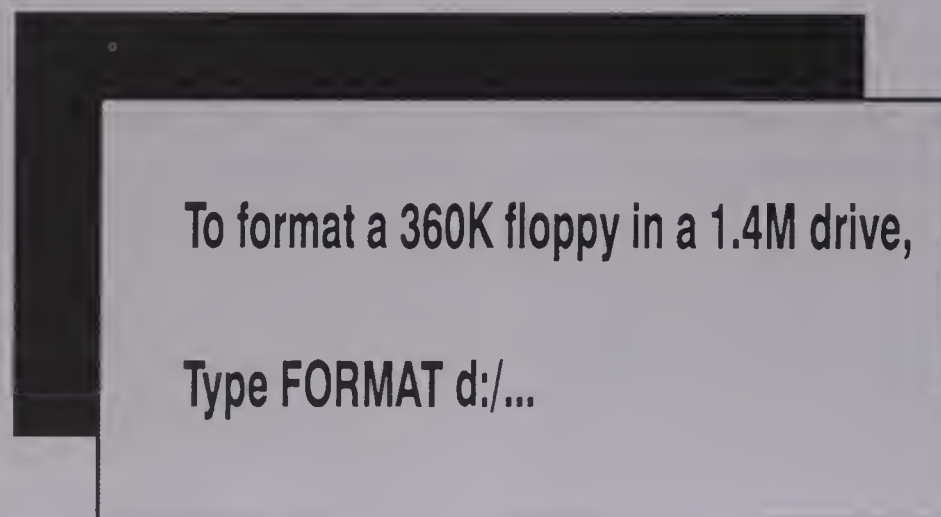 To format a 360K floppy in a 1.4M drive,
Type FORMAT d:/...